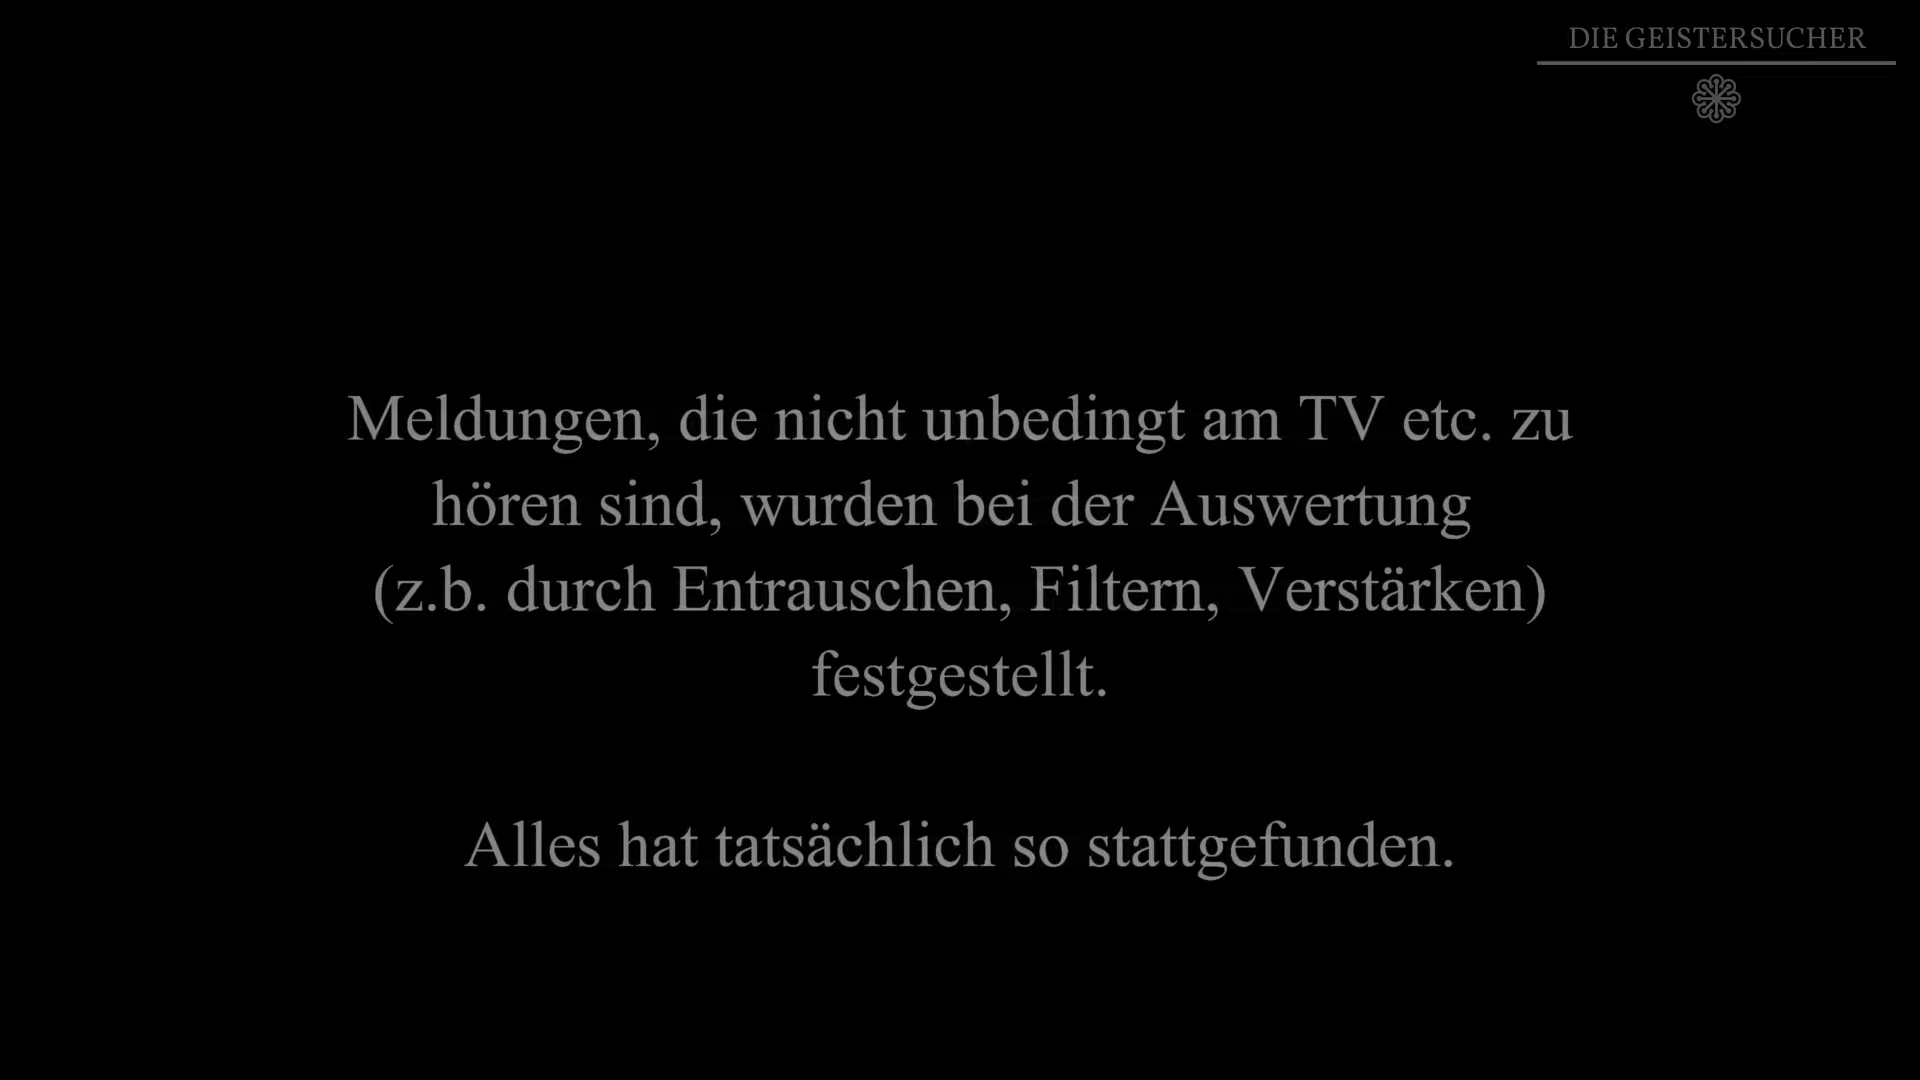 DIE GEISTERSUCHER
Meldungen, die nicht unbedingt am TV etc. zu
hören sind, wurden bei der Auswertung
(z.b. durch Entrauschen, Filtern, Verstärken)
festgestellt.
Alles hat tatsächlich so stattgefunden.